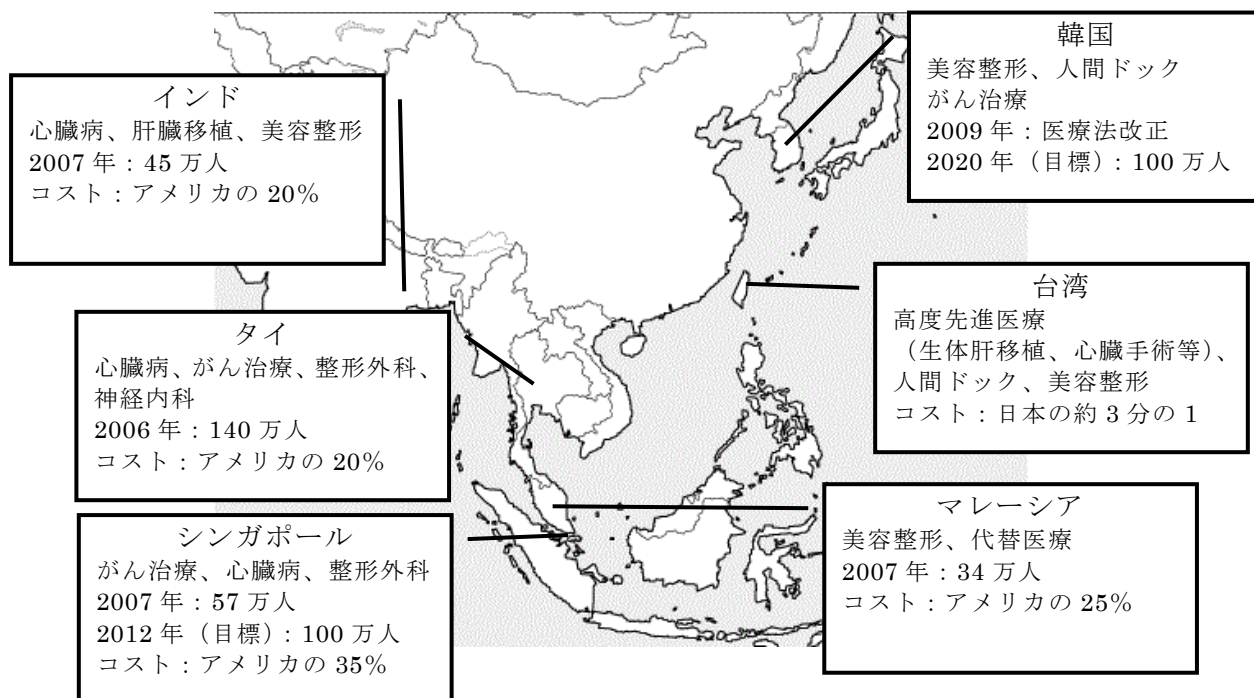 インド
心臓病、肝臓移植、美容整形
2007 年：45 万人
コスト：アメリカの 20%
タイ
心臓病、がん治療、整形外科、
神経内科
2006 年：140 万人
コスト：アメリカの 20%
シンガポール
がん治療、心臓病、整形外科
2007 年：57 万人
2012 年（目標）：100 万人
コスト：アメリカの 35%
韓国
美容整形、人間ドック
がん治療
2009 年：医療法改正
2020 年（目標）：100 万人
台湾
高度先進医療
（生体肝移植、心臓手術等）、
人間ドック、美容整形
コスト：日本の約 3 分の 1
マレーシア
美容整形、代替医療
2007 年：34 万人
コスト：アメリカの 25%